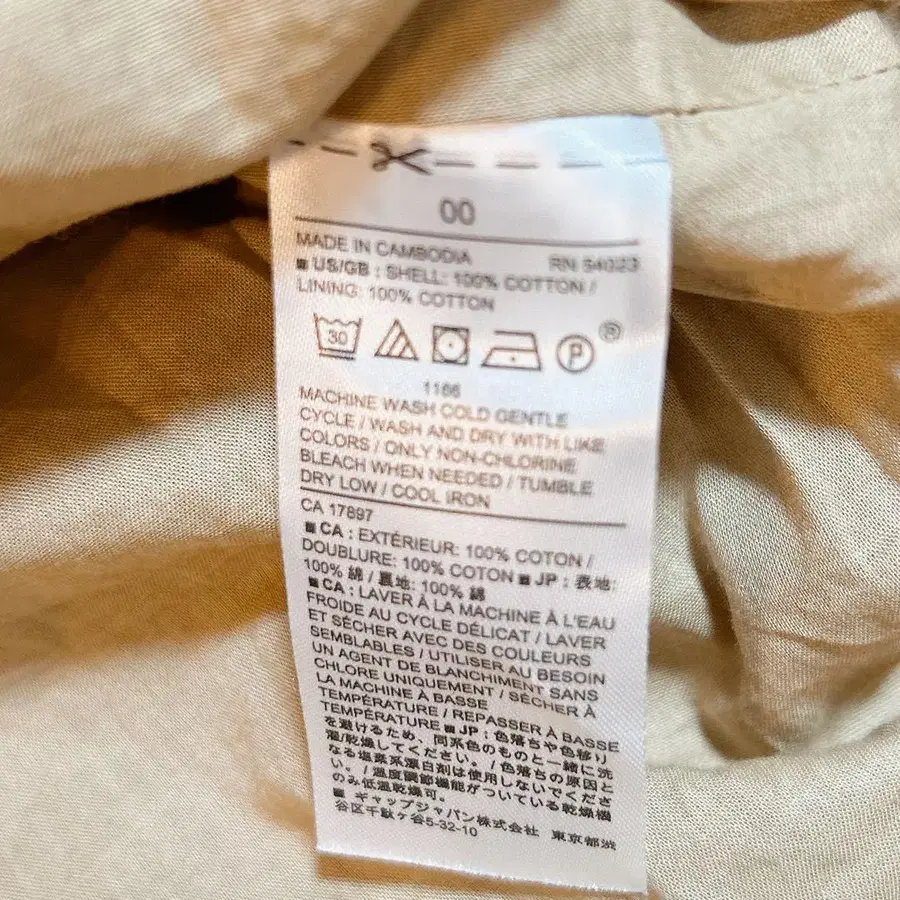 00
MADE IN CAMBODIA RN 54023
■ US/GB : SHELL: 100% COTTON /
LINING: 100% COTTON
30 P ®
1166
MACHINE WASH COLD GENTLE
CYCLE / WASH AND DRY WITH LIKE
COLORS / ONLY NON-CHLORINE
BLEACH WHEN NEEDED / TUMBLE
DRY LOW / COOL IRON
CA 17897
■ CA : EXTÉRIEUR: 100% COTON /
DOUBLURE: 100% COTON ■ JP : 表地:
100% 綿 / 裏地: 100% 綿
■ CA : LAVER À LA MACHINE À L'EAU
FROIDE AU CYCLE DÉLICAT / LAVER
ET SÉCHER AVEC DES COULEURS
SEMBLABLES / UTILISER AU BESOIN
UN AGENT DE BLANCHIMENT SANS
CHLORE UNIQUEMENT / SÉCHER À
LA MACHINE À BASSE
TEMPÉRATURE / REPASSER À BASSE
TEMPÉRATURE ■ JP : 色落ちや色移り
を避けるため、同系色のものと一緒に洗
濯/乾燥してください。/ 色落ちの原因と
なる塩素系漂白剤は使用しないでくださ
い。/ 温度調節機能がついている乾燥機
のみ低温乾燥可。
■ ギャップジャパン株式会社 東京都渋
谷区千駄ヶ谷5-32-10